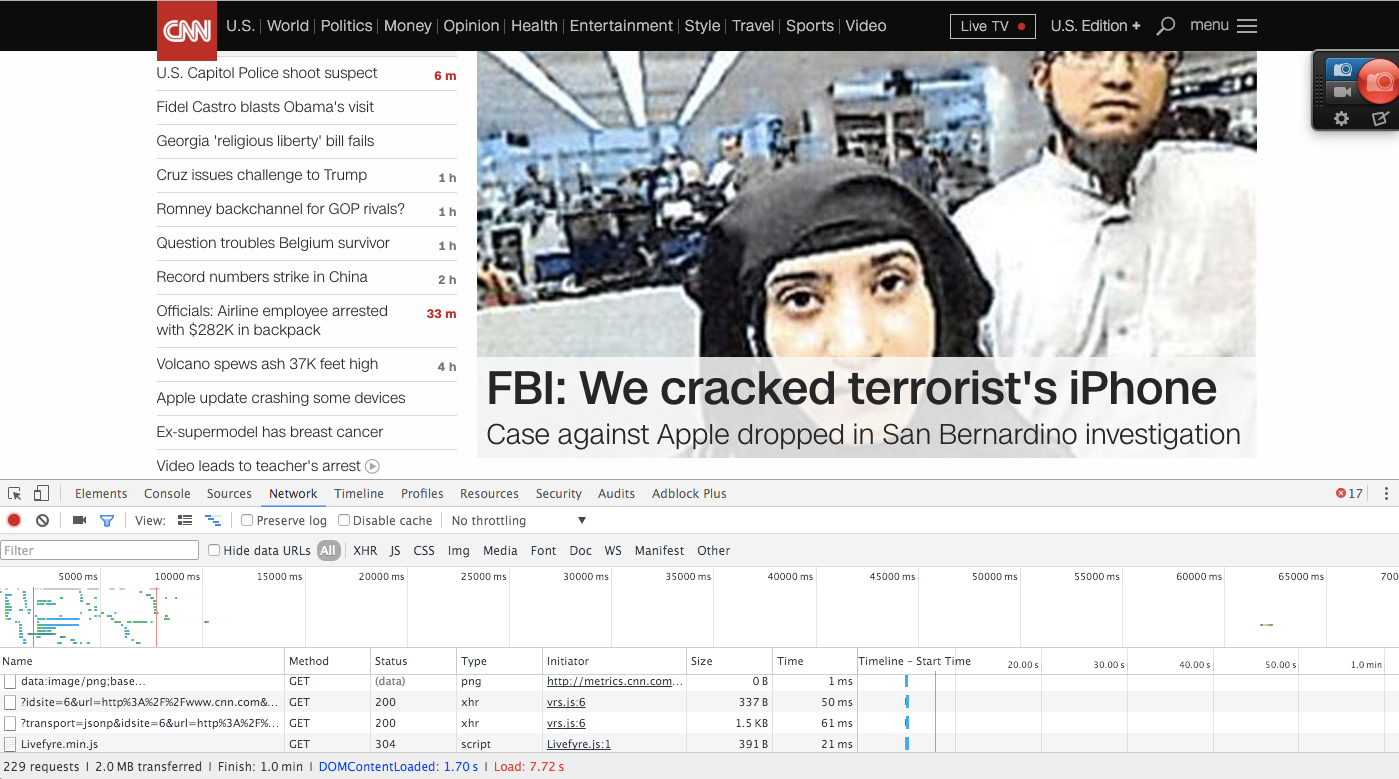 CNN U.S. World Politics Money Opinion Health Entertainment Style Travel Sports Video Live TV U.S. Edition + menu
U.S. Capitol Police shoot suspect 6 m
Fidel Castro blasts Obama's visit
Georgia 'religious liberty' bill fails
Cruz issues challenge to Trump 1 h
Romney backchannel for GOP rivals? 1 h
Question troubles Belgium survivor 1 h
Record numbers strike in China 2 h
Officials: Airline employee arrested 33 m
with $282K in backpack
Volcano spews ash 37K feet high 4 h
Apple update crashing some devices
Ex-supermodel has breast cancer
Video leads to teacher's arrest
FBI: We cracked terrorist's iPhone
Case against Apple dropped in San Bernardino investigation
Elements Console Sources Network Timeline Profiles Resources Security Audits Adblock Plus 17
View: Preserve log Disable cache No throttling
Filter Hide data URLs All XHR JS CSS Img Media Font Doc WS Manifest Other
5000 ms 10000 ms 15000 ms 20000 ms 25000 ms 30000 ms 35000 ms 40000 ms 45000 ms 50000 ms 55000 ms 60000 ms 65000 ms 700
Name Method Status Type Initiator Size Time Timeline – Start Time 20.00 s 30.00 s 40.00 s 50.00 s 1.0 min
data:image/png;base... GET (data) png http://metrics.cnn.com... 0 B 1 ms
?idsite=6&url=http%3A%2F%2Fwww.cnn.com&... GET 200 xhr vrs.js:6 337 B 50 ms
?transport=jsonp&idsite=6&url=http%3A%2F%... GET 200 xhr vrs.js:6 1.5 KB 61 ms
Livefyre.min.js GET 304 script Livefyre.js:1 391 B 21 ms
229 requests | 2.0 MB transferred | Finish: 1.0 min | DOMContentLoaded: 1.70 s | Load: 7.72 s